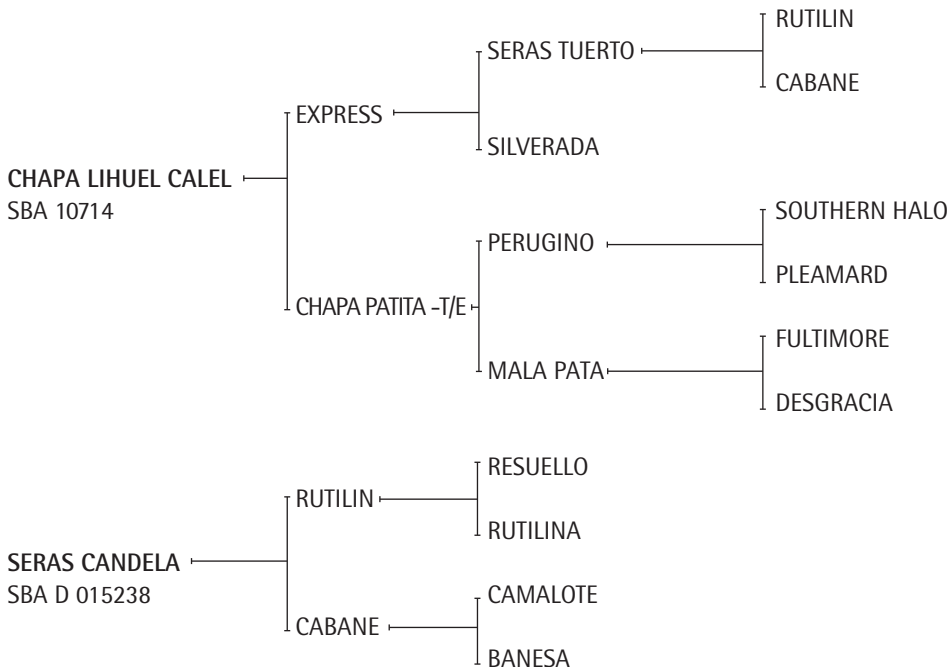 RUTILIN
SERAS TUERTO
CABANE
EXPRESS
SILVERADA
CHAPA LIHUEL CALEL
SBA 10714
SOUTHERN HALO
PERUGINO
PLEAMARD
CHAPA PATITA -T/E
FULTIMORE
MALA PATA
DESGRACIA
RESUELLO
RUTILIN
RUTILINA
SERAS CANDELA
SBA D 015238
CAMALOTE
CABANE
BANESA